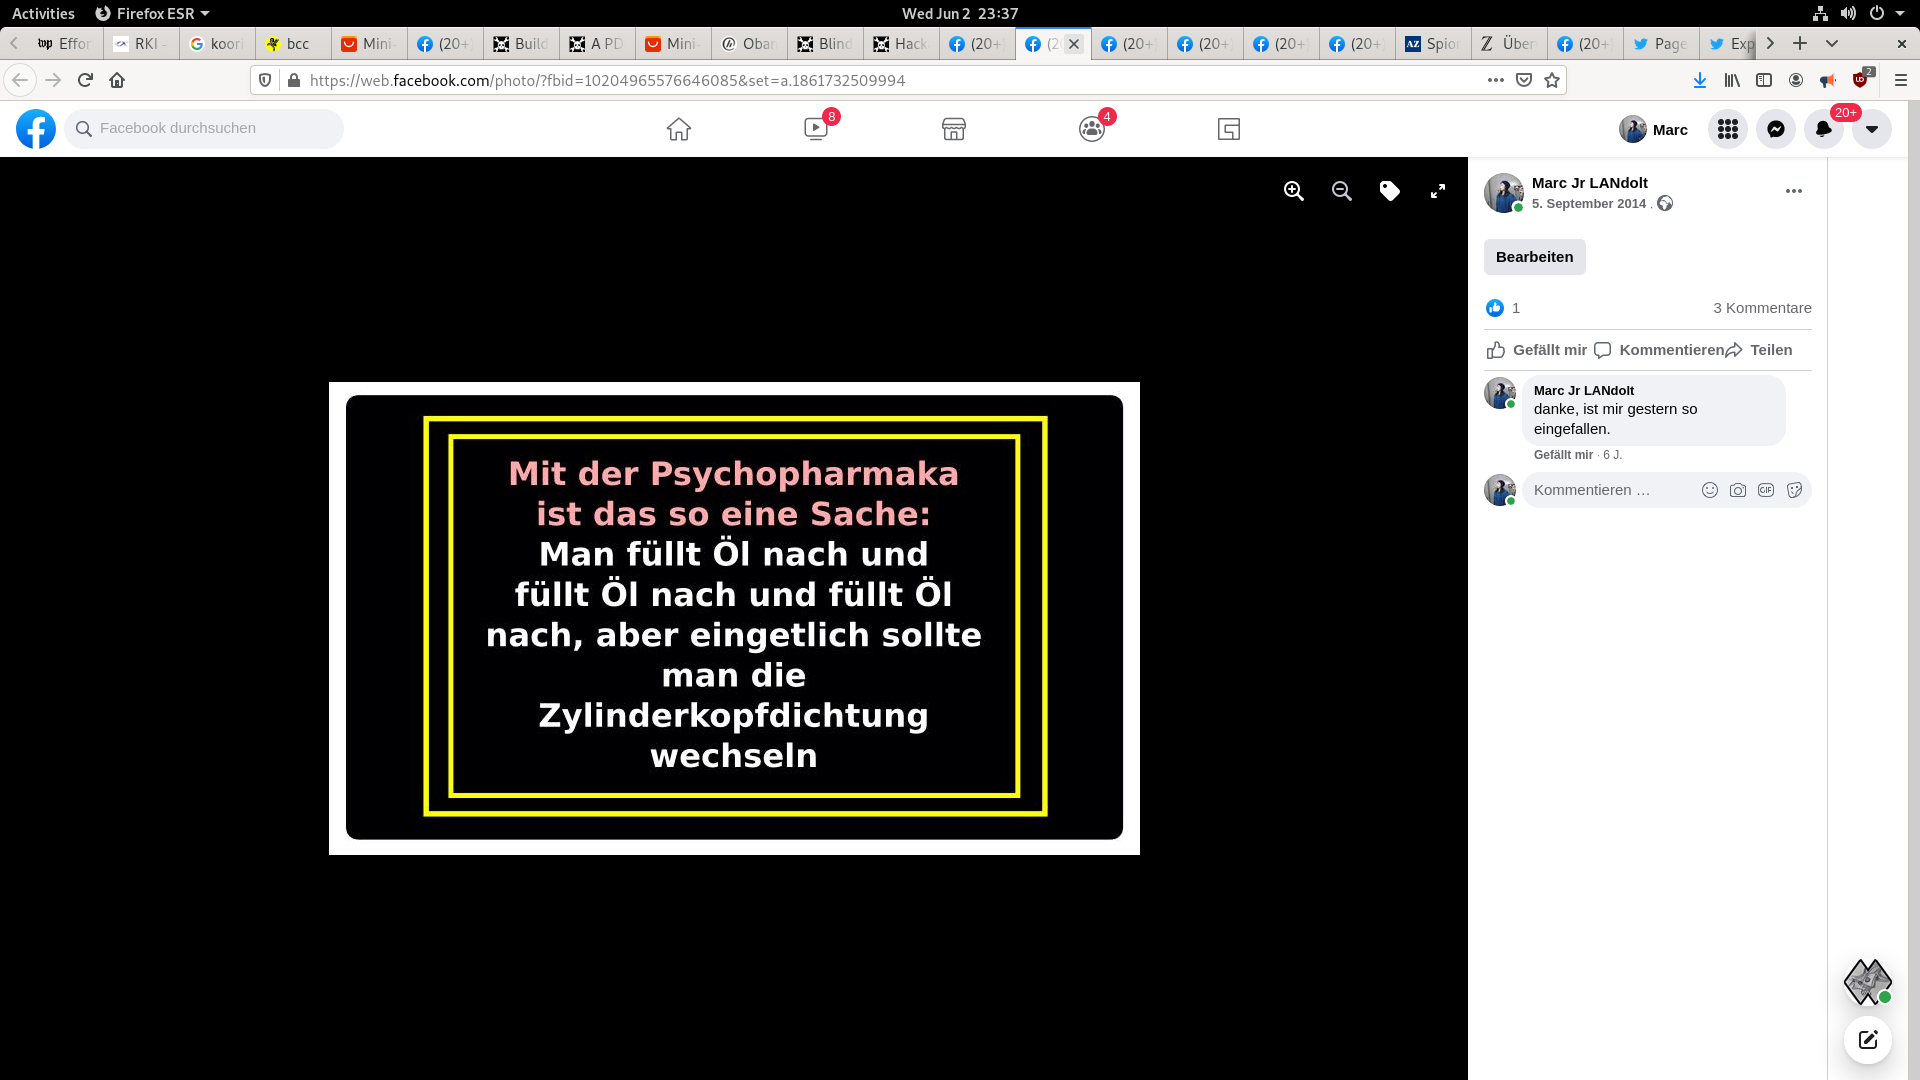 Activities
Firefox ESR
Wed Jun 2 23:37
Effor
RKI -
koor
bcc
Mini-
(20+
Build
A PD
Mini-
Obar
Blind
Hack
(20+
(2
(20+
(20+
(20+
(20+
AZ Spior
Über
(20+
Page
Exp
https://web.facebook.com/photo/?fbid=10204965576646085&set=a.1861732509994
2
Facebook durchsuchen
8
4
Marc
20+
Marc Jr LANdolt
5. September 2014 .
Bearbeiten
1
3 Kommentare
Gefällt mir
Kommentieren
Teilen
Marc Jr LANdolt
danke, ist mir gestern so
eingefallen.
Gefällt mir · 6 J.
Kommentieren …
GIF
Mit der Psychopharmaka
ist das so eine Sache:
Man füllt Öl nach und
füllt Öl nach und füllt Öl
nach, aber eingetlich sollte
man die
Zylinderkopfdichtung
wechseln